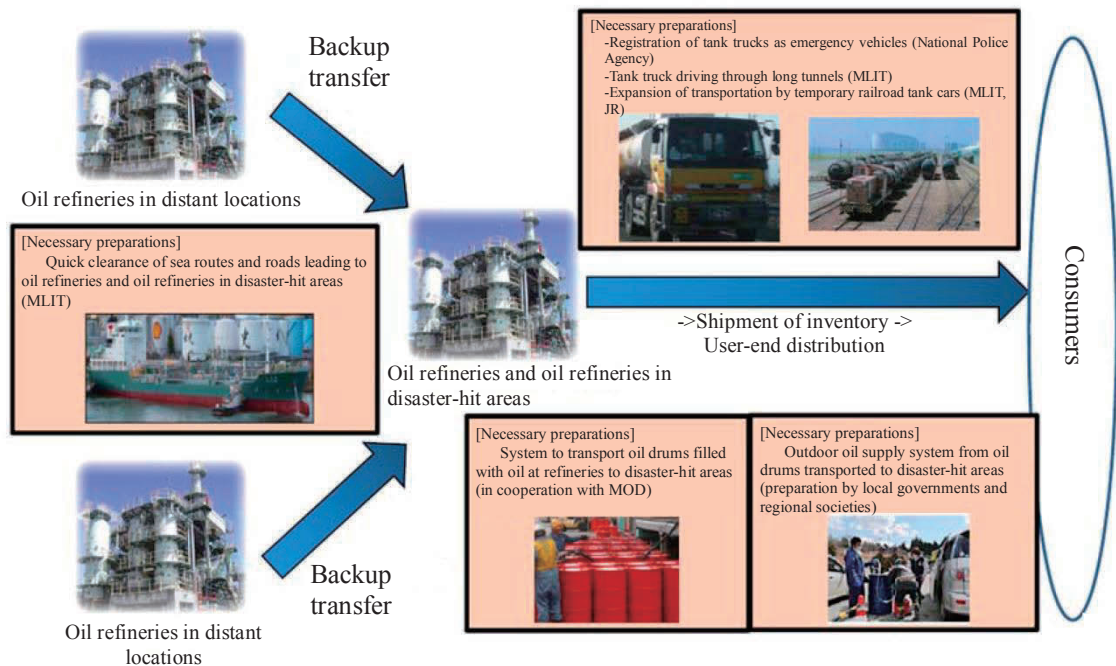 Backup
transfer
Oil refineries in distant locations
[Necessary preparations]
-Registration of tank trucks as emergency vehicles (National Police
Agency)
-Tank truck driving through long tunnels (MLIT)
-Expansion of transportation by temporary railroad tank cars (MLIT,
JR)
[Necessary preparations]
Quick clearance of sea routes and roads leading to
oil refineries and oil refineries in disaster-hit areas
(MLIT)
Oil refineries and oil refineries in
disaster-hit areas
->Shipment of inventory ->
User-end distribution
Consumers
[Necessary preparations]
System to transport oil drums filled
with oil at refineries to disaster-hit areas
(in cooperation with MOD)
[Necessary preparations]
Outdoor oil supply system from oil
drums transported to disaster-hit areas
(preparation by local governments and
regional societies)
Backup
transfer
Oil refineries in distant
locations